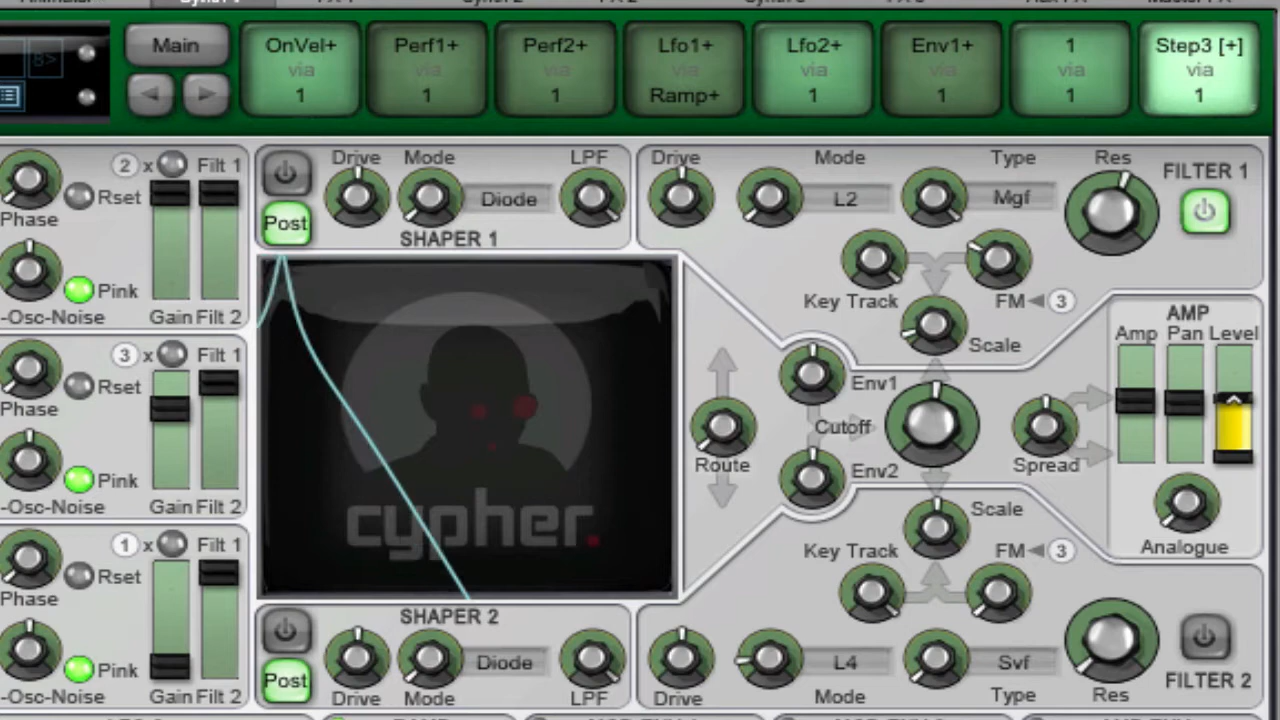 Main
OnVel+ via 1
Perf1+ via 1
Perf2+ via 1
Lfo1+ via Ramp+
Lfo2+ via 1
Env1+ via 1
1 via 1
Step3 [+] via 1
8>
2 x Filt 1
Rset
Phase
Pink
-Osc-Noise
Gain Filt 2
3 x Filt 1
Rset
Phase
Pink
-Osc-Noise
Gain Filt 2
1 x Filt 1
Rset
Phase
Pink
-Osc-Noise
Gain Filt 2
Drive Mode LPF
Diode
Post
SHAPER 1
cypher.
SHAPER 2
Diode
Post
Drive Mode LPF
Drive Mode Type Res
L2
Mgf
FILTER 1
Key Track FM 3
Scale
Env1
Cutoff
Env2
Route
Spread
AMP
Amp Pan Level
Analogue
Scale
Key Track FM 3
L4
Svf
Drive Mode Type Res
FILTER 2